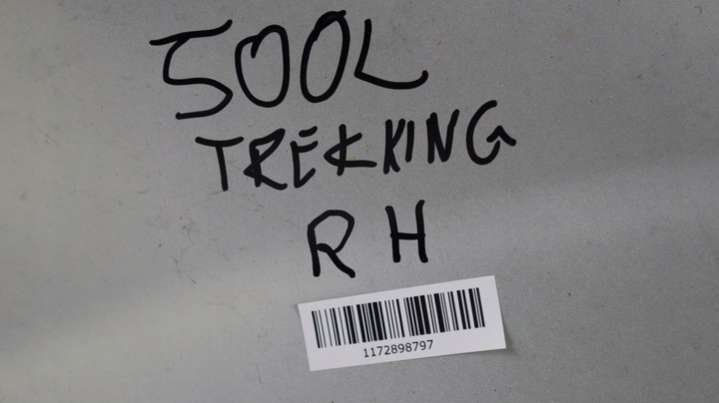 500L
TREKKING
RH
1172898797